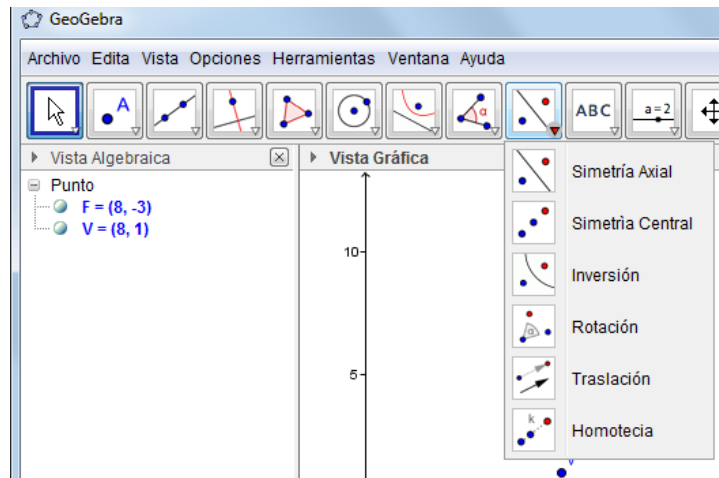 GeoGebra
Archivo Edita Vista Opciones Herramientas Ventana Ayuda
A
α
ABC
a=2
Vista Algebraica
Vista Gráfica
Punto
F = (8, -3)
V = (8, 1)
10
5
Simetría Axial
Simetrìa Central
Inversión
α
Rotación
Traslación
k
Homotecia
V